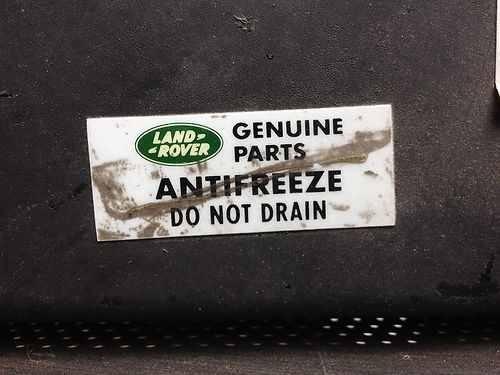 LAND-
-ROVER
GENUINE
PARTS
ANTIFREEZE
DO NOT DRAIN